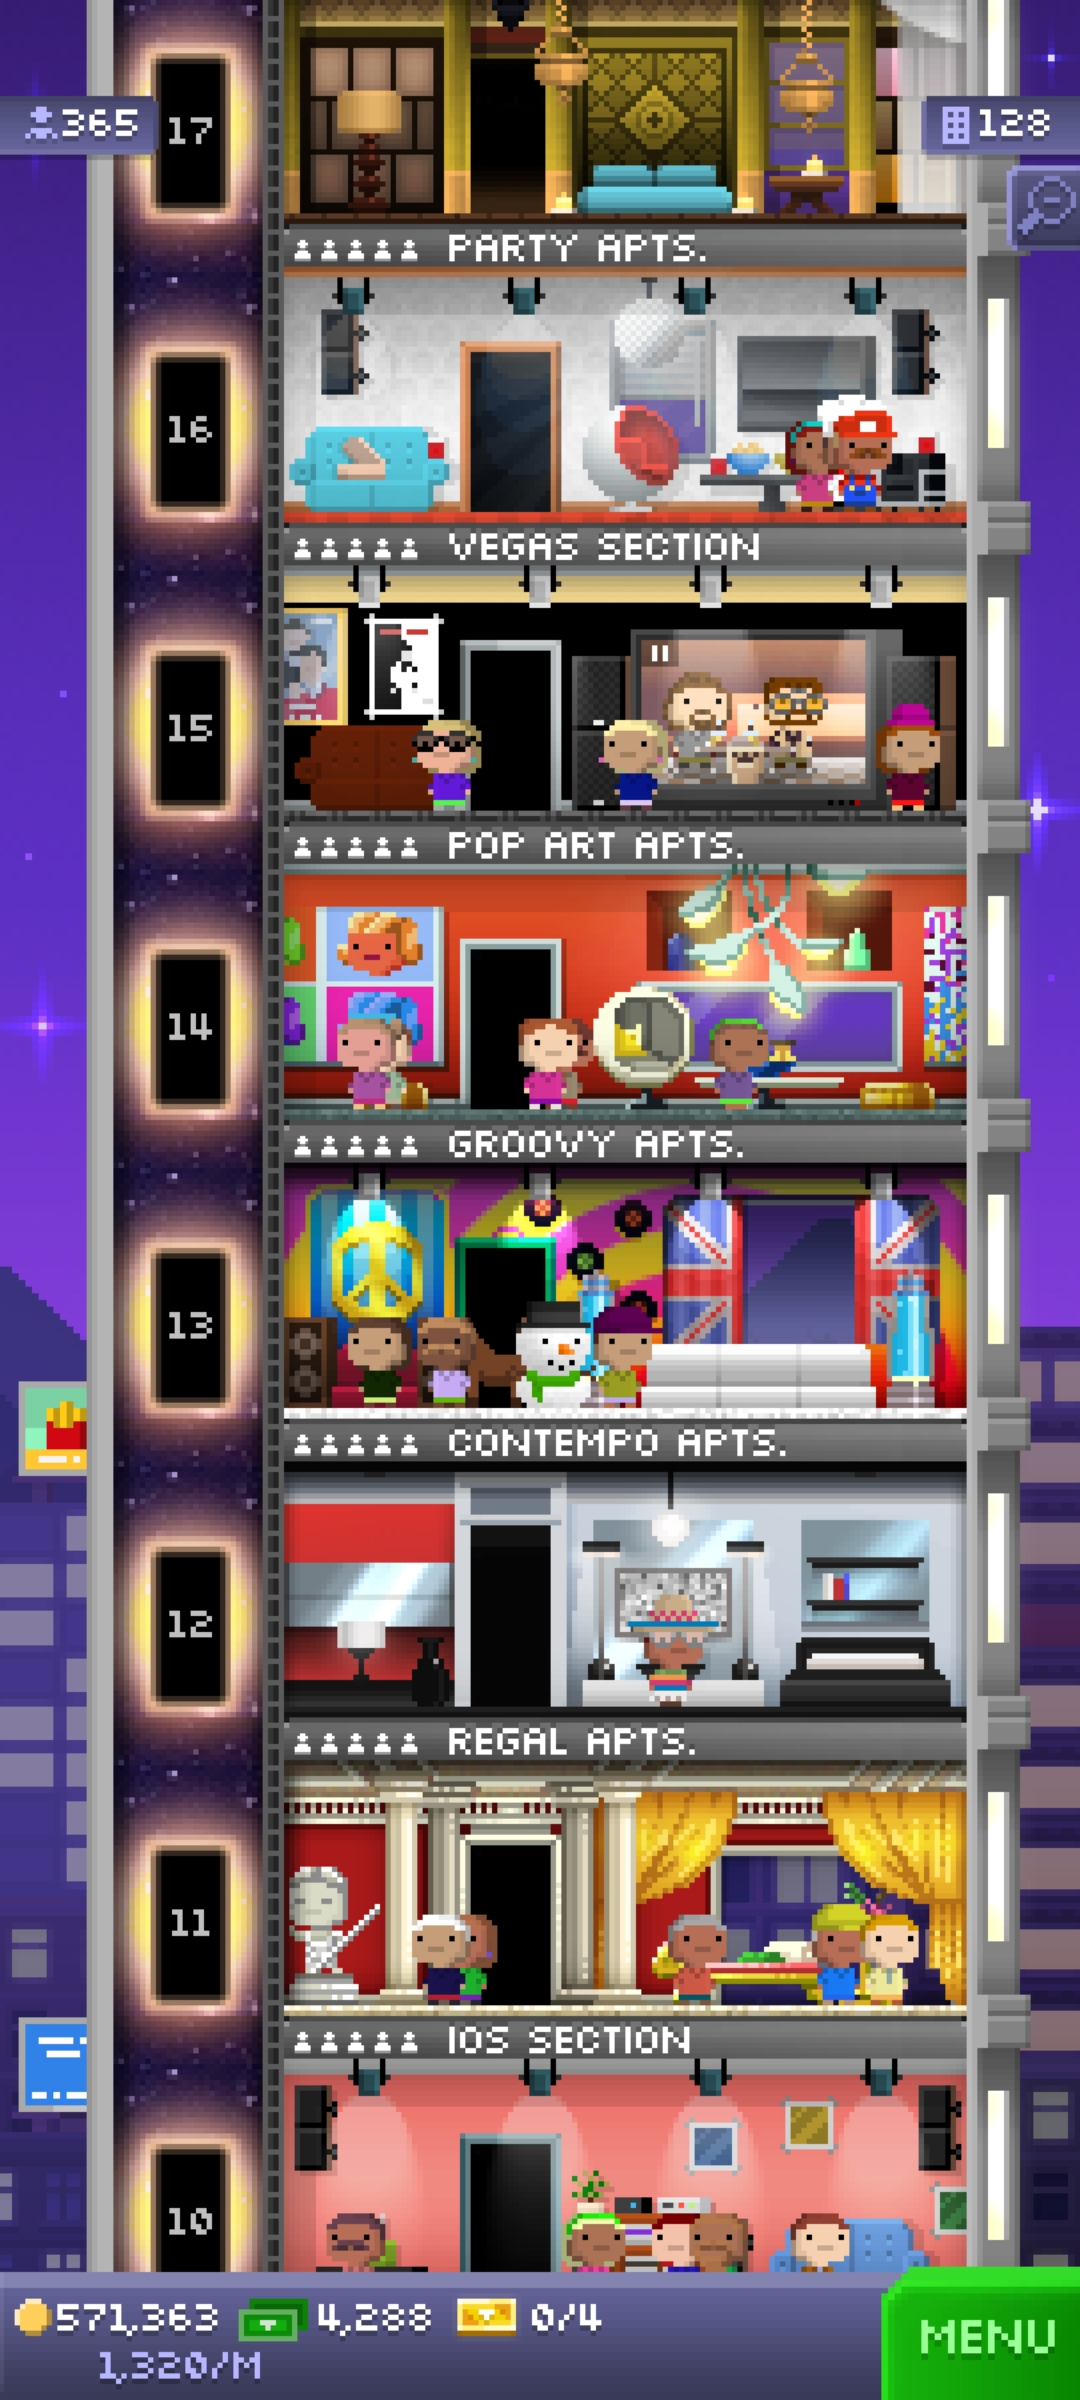 365
17
128
PARTY APTS.
16
VEGAS SECTION
15
POP ART APTS.
14
GROOVY APTS.
13
CONTEMPO APTS.
12
REGAL APTS.
11
IOS SECTION
10
571,363 4,288 0/4
1,320/M
MENU